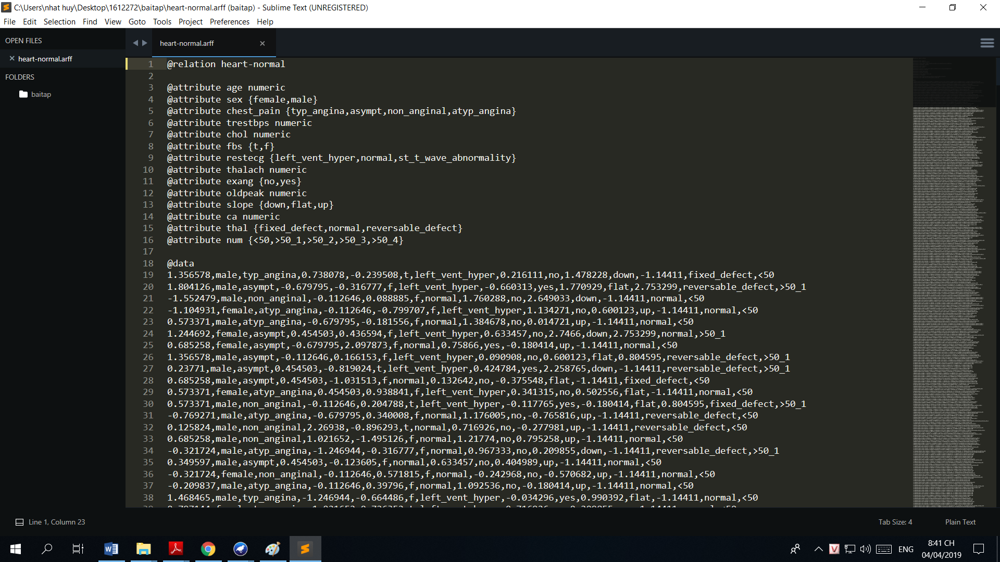 C:\Users\nhat huy\Desktop\1612272\baitap\heart-normal.arff (baitap) - Sublime Text (UNREGISTERED)
File Edit Selection Find View Goto Tools Project Preferences Help
OPEN FILES
heart-normal.arff
FOLDERS
baitap
heart-normal.arff
1 @relation heart-normal
2
3 @attribute age numeric
4 @attribute sex {female,male}
5 @attribute chest_pain {typ_angina,asympt,non_anginal,atyp_angina}
6 @attribute trestbps numeric
7 @attribute chol numeric
8 @attribute fbs {t,f}
9 @attribute restecg {left_vent_hyper,normal,st_t_wave_abnormality}
10 @attribute thalach numeric
11 @attribute exang {no,yes}
12 @attribute oldpeak numeric
13 @attribute slope {down,flat,up}
14 @attribute ca numeric
15 @attribute thal {fixed_defect,normal,reversable_defect}
16 @attribute num {<50,>50_1,>50_2,>50_3,>50_4}
17
18 @data
19 1.356578,male,typ_angina,0.738078,-0.239508,t,left_vent_hyper,0.216111,no,1.478228,down,-1.14411,fixed_defect,<50
20 1.804126,male,asympt,-0.679795,-0.316777,f,left_vent_hyper,-0.660313,yes,1.770929,flat,2.753299,reversable_defect,>50_1
21 -1.552479,male,non_anginal,-0.112646,0.088885,f,normal,1.760288,no,2.649033,down,-1.14411,normal,<50
22 -1.104931,female,atyp_angina,-0.112646,-0.799707,f,left_vent_hyper,1.134271,no,0.600123,up,-1.14411,normal,<50
23 0.573371,male,atyp_angina,-0.679795,-0.181556,f,normal,1.384678,no,0.014721,up,-1.14411,normal,<50
24 1.244692,female,asympt,0.454503,0.436594,f,left_vent_hyper,0.633457,no,2.7466,down,2.753299,normal,>50_1
25 0.685258,female,asympt,-0.679795,2.097873,f,normal,0.75866,yes,-0.180414,up,-1.14411,normal,<50
26 1.356578,male,asympt,-0.112646,0.166153,f,left_vent_hyper,0.090908,no,0.600123,flat,0.804595,reversable_defect,>50_1
27 0.23771,male,asympt,0.454503,-0.819024,t,left_vent_hyper,0.424784,yes,2.258765,down,-1.14411,reversable_defect,>50_1
28 0.685258,male,asympt,0.454503,-1.031513,f,normal,0.132642,no,-0.375548,flat,-1.14411,fixed_defect,<50
29 0.573371,female,atyp_angina,0.454503,0.938841,f,left_vent_hyper,0.341315,no,0.502556,flat,-1.14411,normal,<50
30 0.573371,male,non_anginal,-0.112646,0.204788,t,left_vent_hyper,-0.117765,yes,-0.180414,flat,0.804595,fixed_defect,>50_1
31 -0.769271,male,atyp_angina,-0.679795,0.340008,f,normal,1.176005,no,-0.765816,up,-1.14411,reversable_defect,<50
32 0.125824,male,non_anginal,2.26938,-0.896293,t,normal,0.716926,no,-0.277981,up,-1.14411,reversable_defect,<50
33 0.685258,male,non_anginal,1.021652,-1.495126,f,normal,1.21774,no,0.795258,up,-1.14411,normal,<50
34 -0.321724,male,atyp_angina,-1.246944,-0.316777,f,normal,0.967333,no,0.209855,down,-1.14411,reversable_defect,>50_1
35 0.349597,male,asympt,0.454503,-0.123605,f,normal,0.633457,no,0.404989,up,-1.14411,normal,<50
36 -0.321724,female,non_anginal,-0.112646,0.571815,f,normal,-0.242968,no,-0.570682,up,-1.14411,normal,<50
37 -0.209837,male,atyp_angina,-0.112646,0.39796,f,normal,1.092536,no,-0.180414,up,-1.14411,normal,<50
38 1.468465,male,typ_angina,-1.246944,-0.664486,f,left_vent_hyper,-0.034296,yes,0.990392,flat,-1.14411,normal,<50
Line 1, Column 23
Tab Size: 4
Plain Text
ENG
8:41 CH
04/04/2019